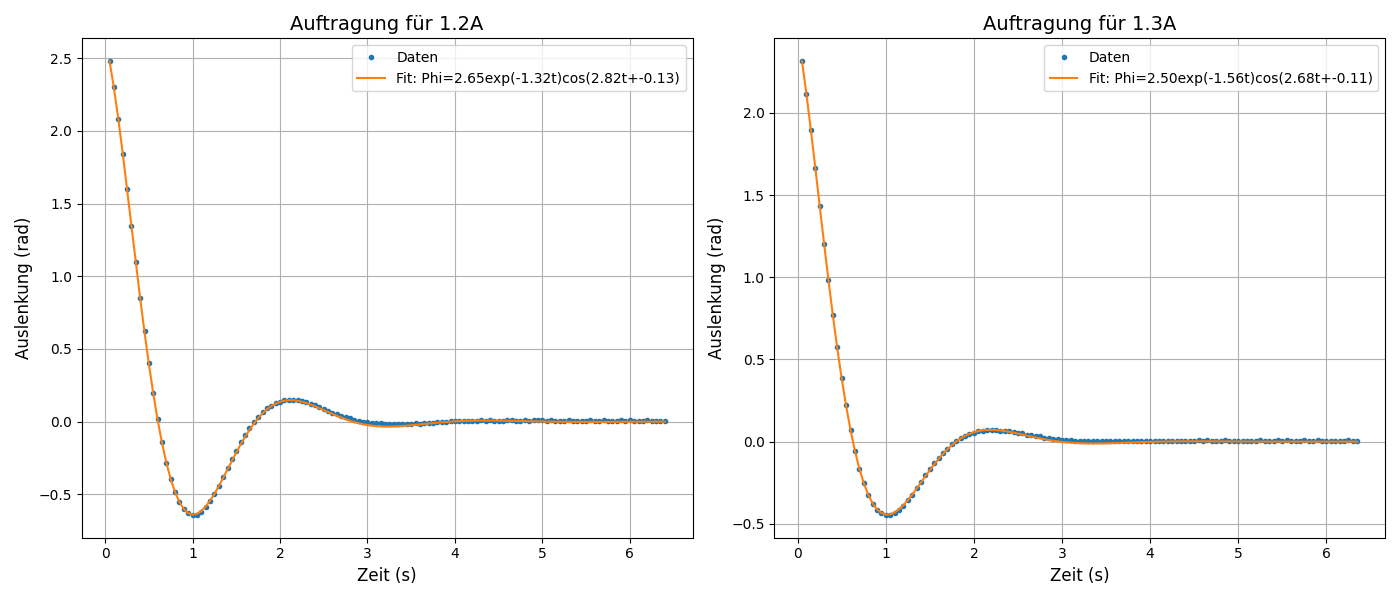 Auftragung für 1.2A
Daten
Fit: Phi=2.65exp(-1.32t)cos(2.82t+-0.13)
2.5
2.0
1.5
1.0
0.5
0.0
−0.5
Auslenkung (rad)
0 1 2 3 4 5 6
Zeit (s)
Auftragung für 1.3A
Daten
Fit: Phi=2.50exp(-1.56t)cos(2.68t+-0.11)
2.0
1.5
1.0
0.5
0.0
−0.5
Auslenkung (rad)
0 1 2 3 4 5 6
Zeit (s)